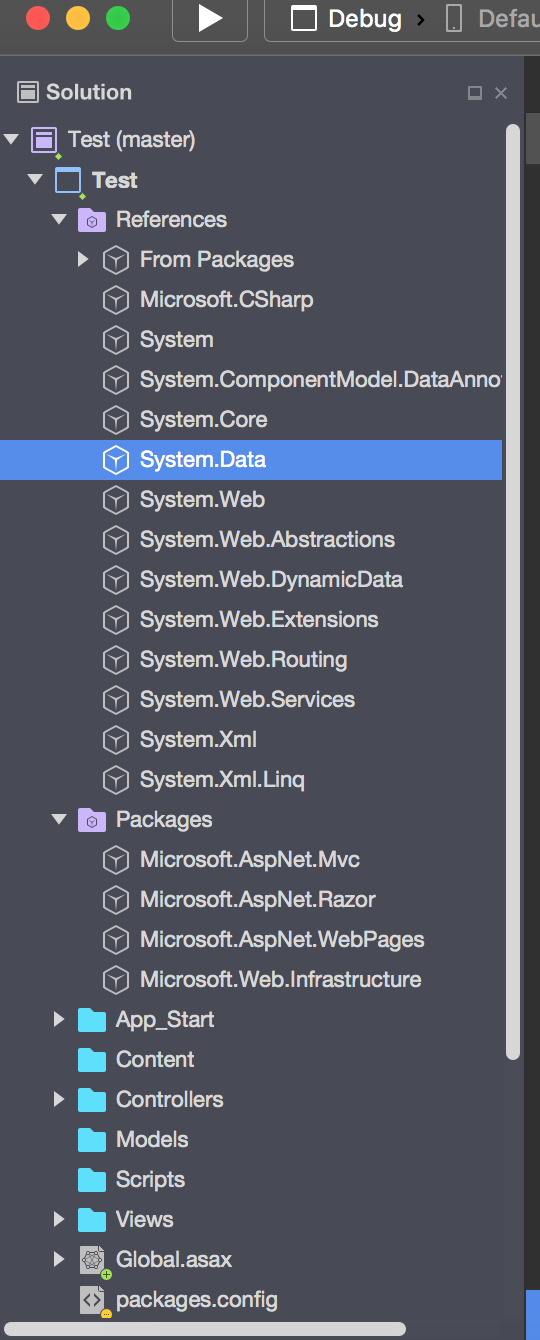 Debug
Solution
Test (master)
Test
References
From Packages
Microsoft.CSharp
System
System.ComponentModel.DataAnno
System.Core
System.Data
System.Web
System.Web.Abstractions
System.Web.DynamicData
System.Web.Extensions
System.Web.Routing
System.Web.Services
System.Xml
System.Xml.Linq
Packages
Microsoft.AspNet.Mvc
Microsoft.AspNet.Razor
Microsoft.AspNet.WebPages
Microsoft.Web.Infrastructure
App_Start
Content
Controllers
Models
Scripts
Views
Global.asax
packages.config